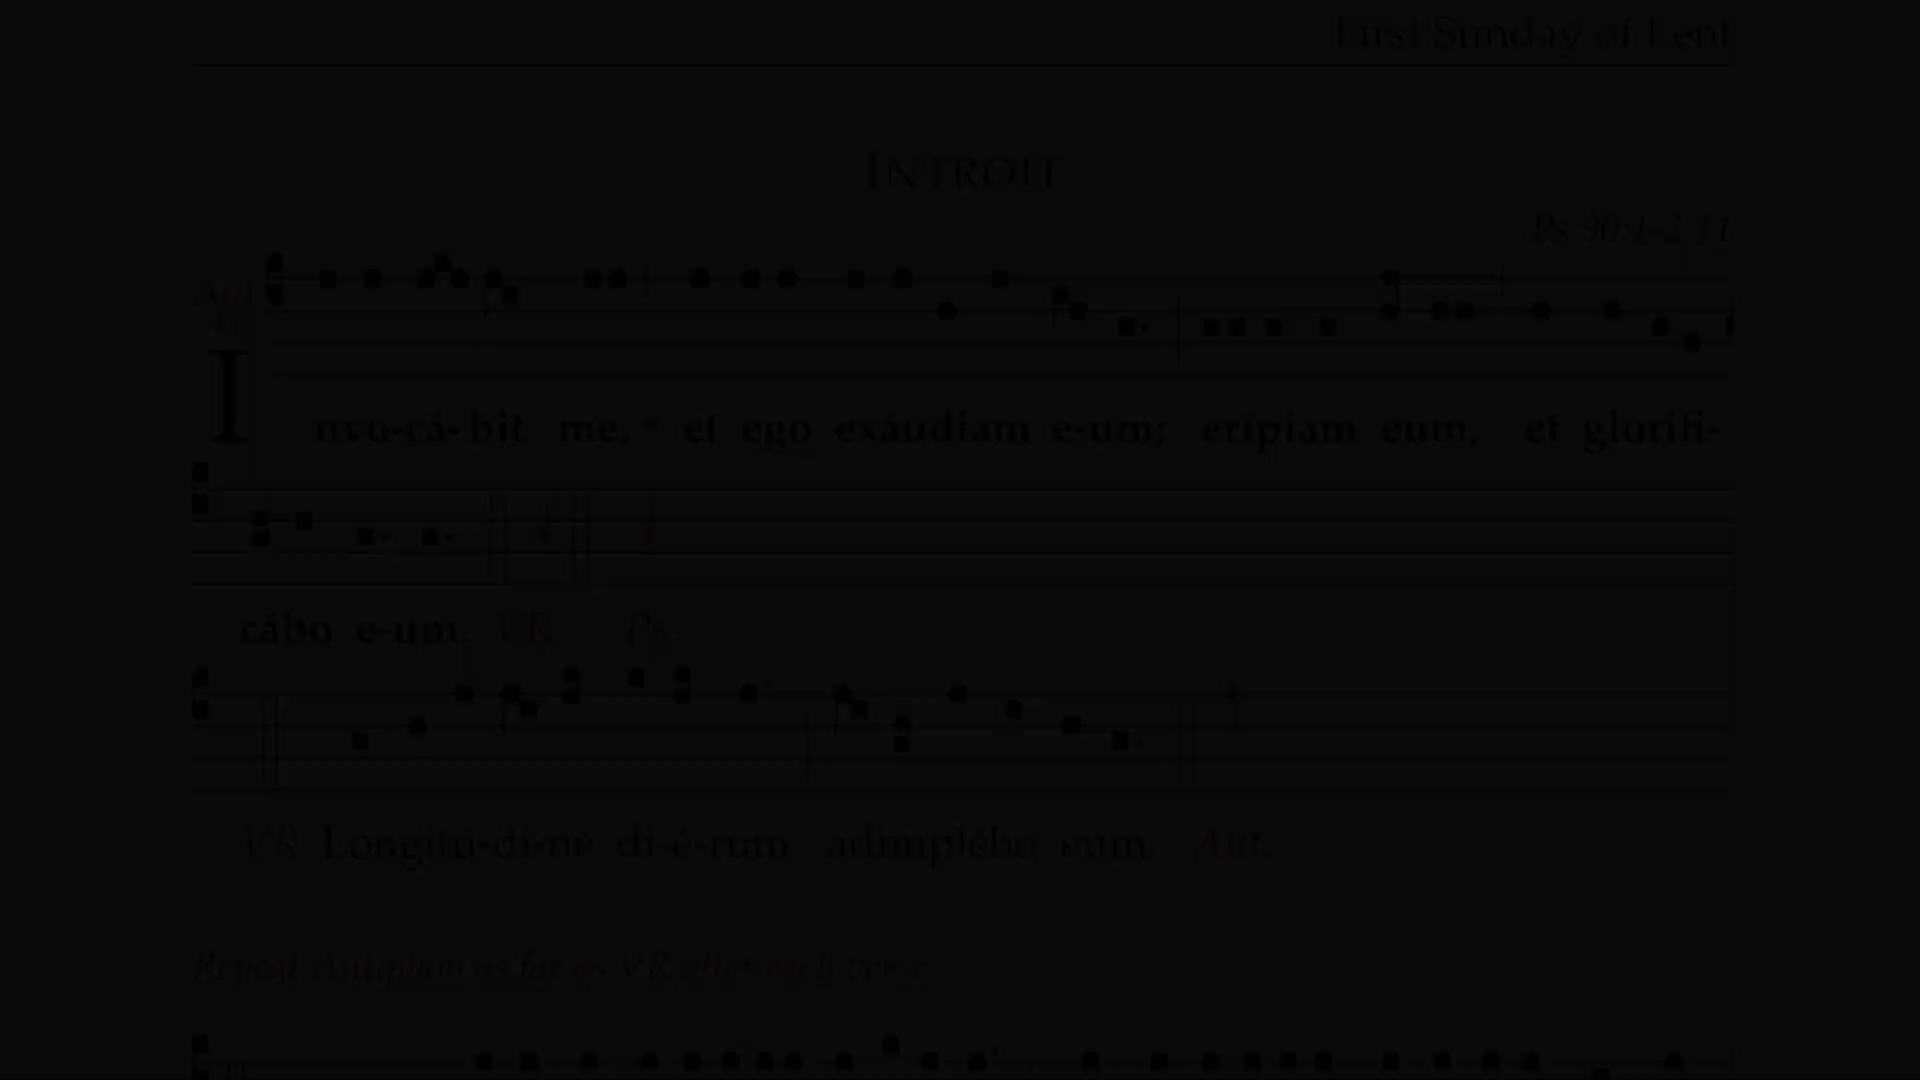 First Sunday of Lent
INTROIT
Ps 90:1-2.11
Ant.
Invo-cá-bit me, * et ego exáudiam e-um; erípiam eum, et glorifi-
cábo e-um. VR Ps
VR Longitú-di-ne di-é-rum adimplébo eum. Ant.
Repeat Antiphon as far as VR after each verse